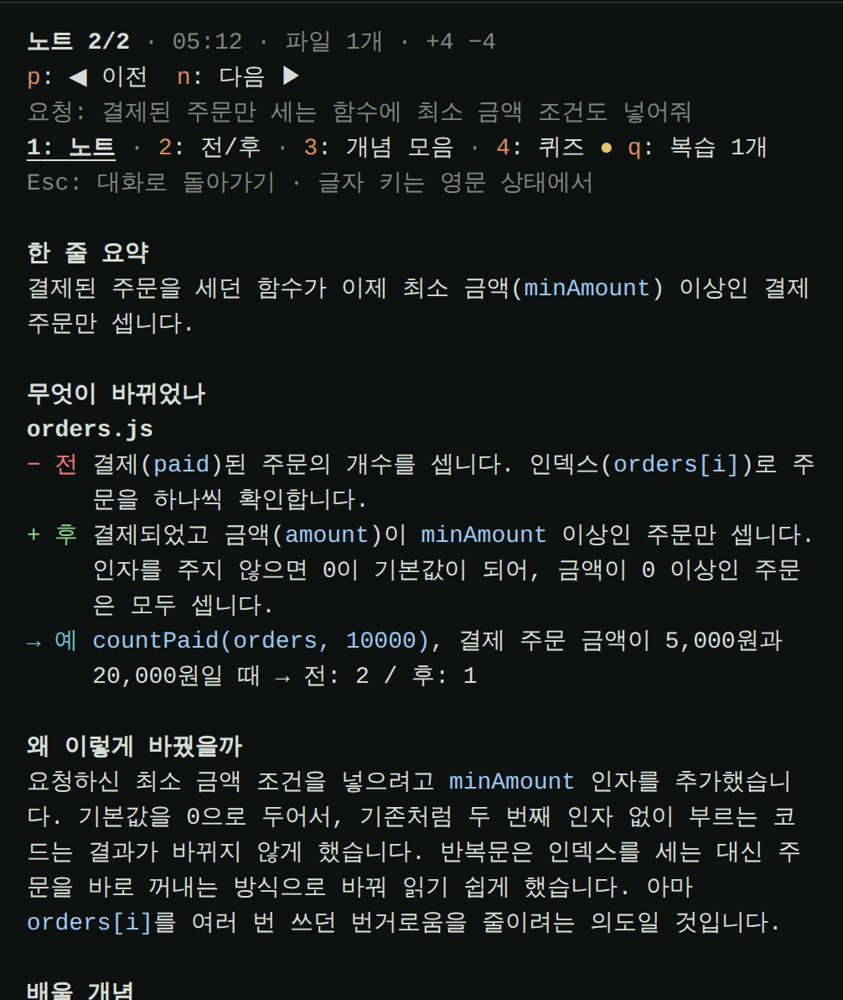 노트 2/2 · 05:12 · 파일 1개 · +4 −4
p: ◀ 이전  n: 다음 ▶
요청: 결제된 주문만 세는 함수에 최소 금액 조건도 넣어줘
1: 노트 · 2: 전/후 · 3: 개념 모음 · 4: 퀴즈 ● q: 복습 1개
Esc: 대화로 돌아가기 · 글자 키는 영문 상태에서
한 줄 요약
결제된 주문을 세던 함수가 이제 최소 금액(minAmount) 이상인 결제
주문만 셉니다.
무엇이 바뀌었나
orders.js
− 전 결제(paid)된 주문의 개수를 셉니다. 인덱스(orders[i])로 주
문을 하나씩 확인합니다.
+ 후 결제되었고 금액(amount)이 minAmount 이상인 주문만 셉니다.
인자를 주지 않으면 0이 기본값이 되어, 금액이 0 이상인 주문
은 모두 셉니다.
→ 예 countPaid(orders, 10000), 결제 주문 금액이 5,000원과
20,000원일 때 → 전: 2 / 후: 1
왜 이렇게 바꿨을까
요청하신 최소 금액 조건을 넣으려고 minAmount 인자를 추가했습니
다. 기본값을 0으로 두어서, 기존처럼 두 번째 인자 없이 부르는 코
드는 결과가 바뀌지 않게 했습니다. 반복문은 인덱스를 세는 대신 주
문을 바로 꺼내는 방식으로 바꿔 읽기 쉽게 했습니다. 아마
orders[i]를 여러 번 쓰던 번거로움을 줄이려는 의도일 것입니다.
배울 개념